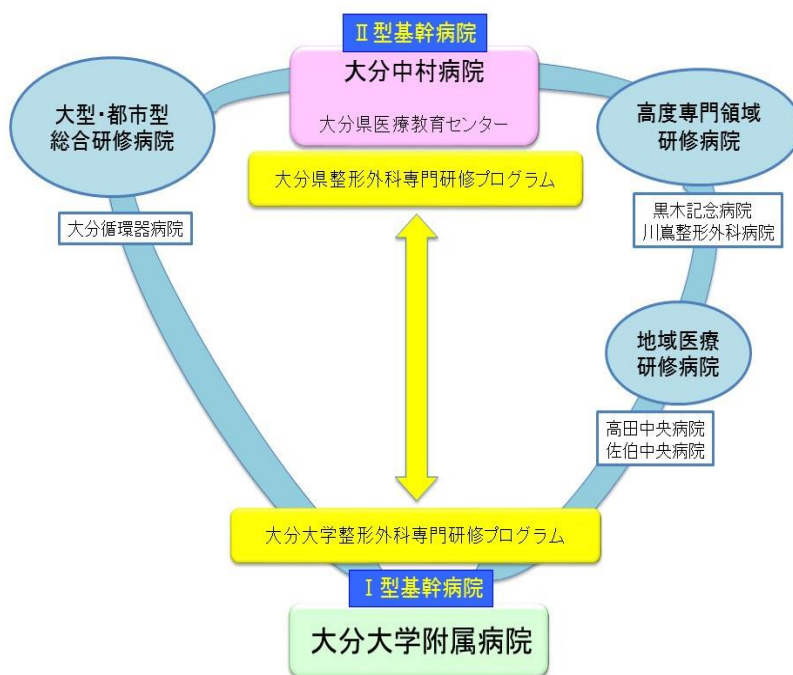 Ⅱ型基幹病院
大分中村病院
大分県医療教育センター
大型・都市型
総合研修病院
高度専門領域
研修病院
大分県整形外科専門研修プログラム
大分循環器病院
黒木記念病院
川嶌整形外科病院
地域医療
研修病院
高田中央病院
佐伯中央病院
大分大学整形外科専門研修プログラム
Ⅰ型基幹病院
大分大学附属病院